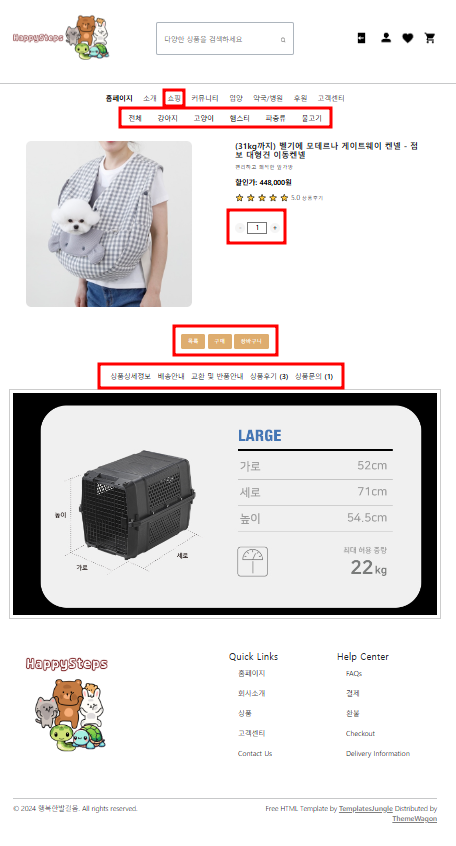 HappySteps
다양한 상품을 검색하세요
홈페이지 소개 쇼핑 커뮤니티 입양 약국/병원 후원 고객센터
전체 강아지 고양이 햄스터 파충류 물고기
(31kg까지) 벨기에 모데르나 게이트웨이 켄넬 - 점
보 대형견 이동켄넬
할인가: 448,000원
5.0 상품후기
- 1 +
목록 구매 장바구니
상품상세정보 배송안내 교환 및 반품안내 상품후기 (3) 상품문의 (1)
LARGE
가로 52cm
세로 71cm
높이 54.5cm
최대 허용 중량
22kg
높이
가로
세로
HappySteps
Quick Links
홈페이지
회사소개
상품
고객센터
Contact Us
Help Center
FAQs
결제
환불
Checkout
Delivery Information
© 2024 행복한발걸음. All rights reserved.
Free HTML Template by TemplatesJungle Distributed by
ThemeWagon